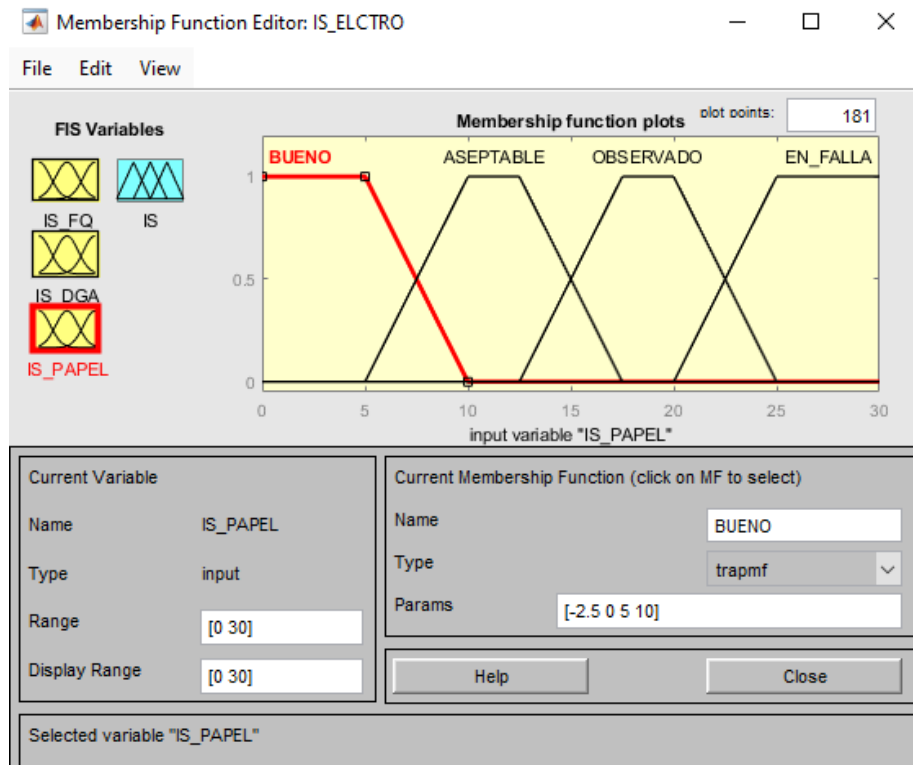 Membership Function Editor: IS_ELCTRO
File Edit View
FIS Variables
IS_FQ
IS
IS_DGA
IS_PAPEL
Membership function plots
plot points:
181
BUENO
ASEPTABLE
OBSERVADO
EN_FALLA
1
0.5
0
0 5 10 15 20 25 30
input variable "IS_PAPEL"
Current Variable
Name IS_PAPEL
Type input
Range [0 30]
Display Range [0 30]
Current Membership Function (click on MF to select)
Name BUENO
Type trapmf
Params [-2.5 0 5 10]
Help
Close
Selected variable "IS_PAPEL"